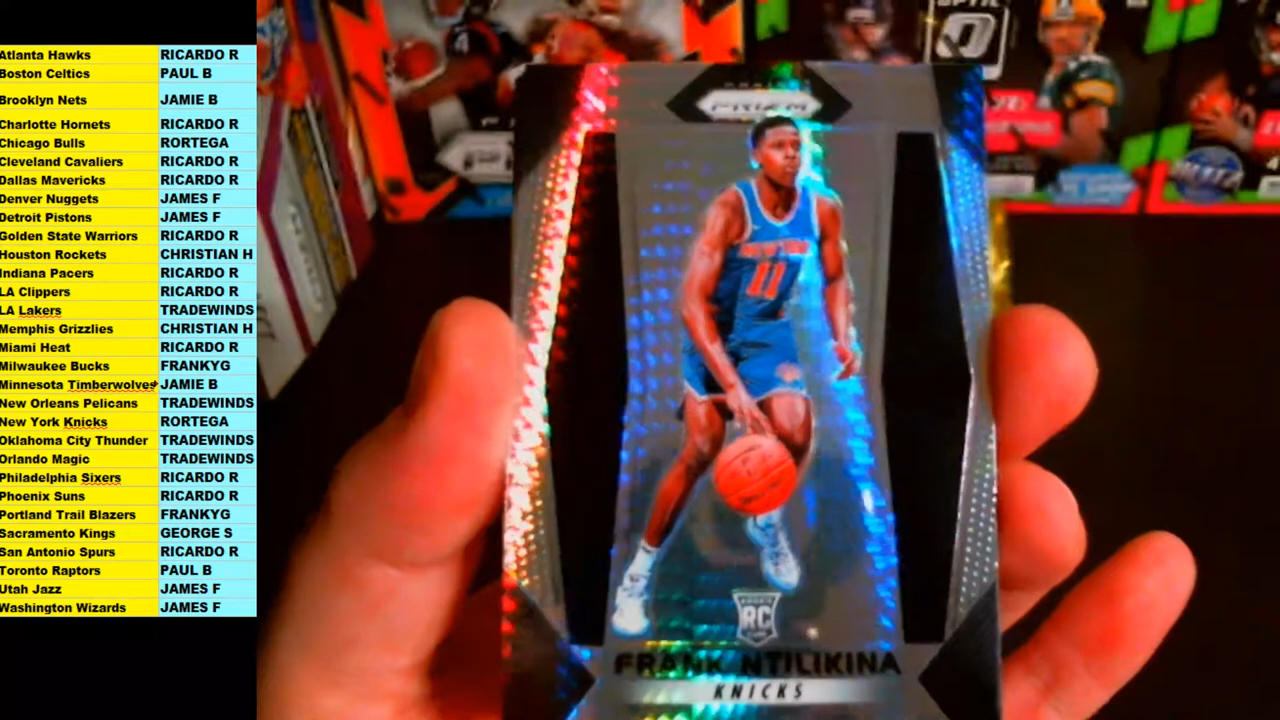 Atlanta Hawks RICARDO R
Boston Celtics PAUL B
Brooklyn Nets JAMIE B
Charlotte Hornets RICARDO R
Chicago Bulls RORTEGA
Cleveland Cavaliers RICARDO R
Dallas Mavericks RICARDO R
Denver Nuggets JAMES F
Detroit Pistons JAMES F
Golden State Warriors RICARDO R
Houston Rockets CHRISTIAN H
Indiana Pacers RICARDO R
LA Clippers RICARDO R
LA Lakers TRADEWINDS
Memphis Grizzlies CHRISTIAN H
Miami Heat RICARDO R
Milwaukee Bucks FRANKYG
Minnesota Timberwolves JAMIE B
New Orleans Pelicans TRADEWINDS
New York Knicks RORTEGA
Oklahoma City Thunder TRADEWINDS
Orlando Magic TRADEWINDS
Philadelphia Sixers RICARDO R
Phoenix Suns RICARDO R
Portland Trail Blazers FRANKYG
Sacramento Kings GEORGE S
San Antonio Spurs RICARDO R
Toronto Raptors PAUL B
Utah Jazz JAMES F
Washington Wizards JAMES F
OPTIC
PRIZM
NEW YORK
11
RC
FRANK NTILIKINA
KNICKS